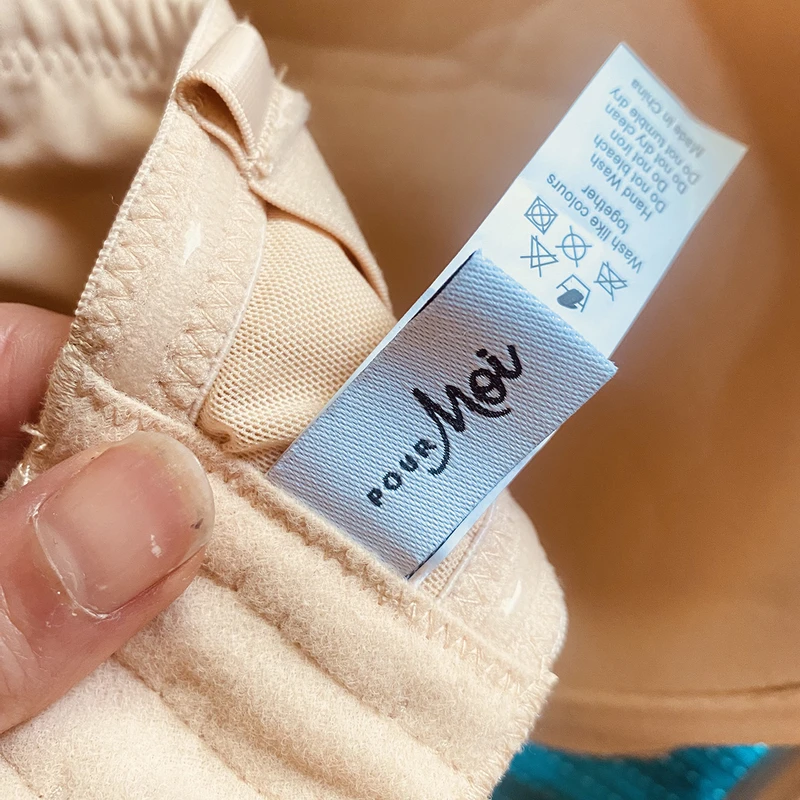 POUR Moi
Wash like colours
together
Hand Wash
Do not bleach
Do not iron
Do not dry clean
Do not tumble dry
Made in China